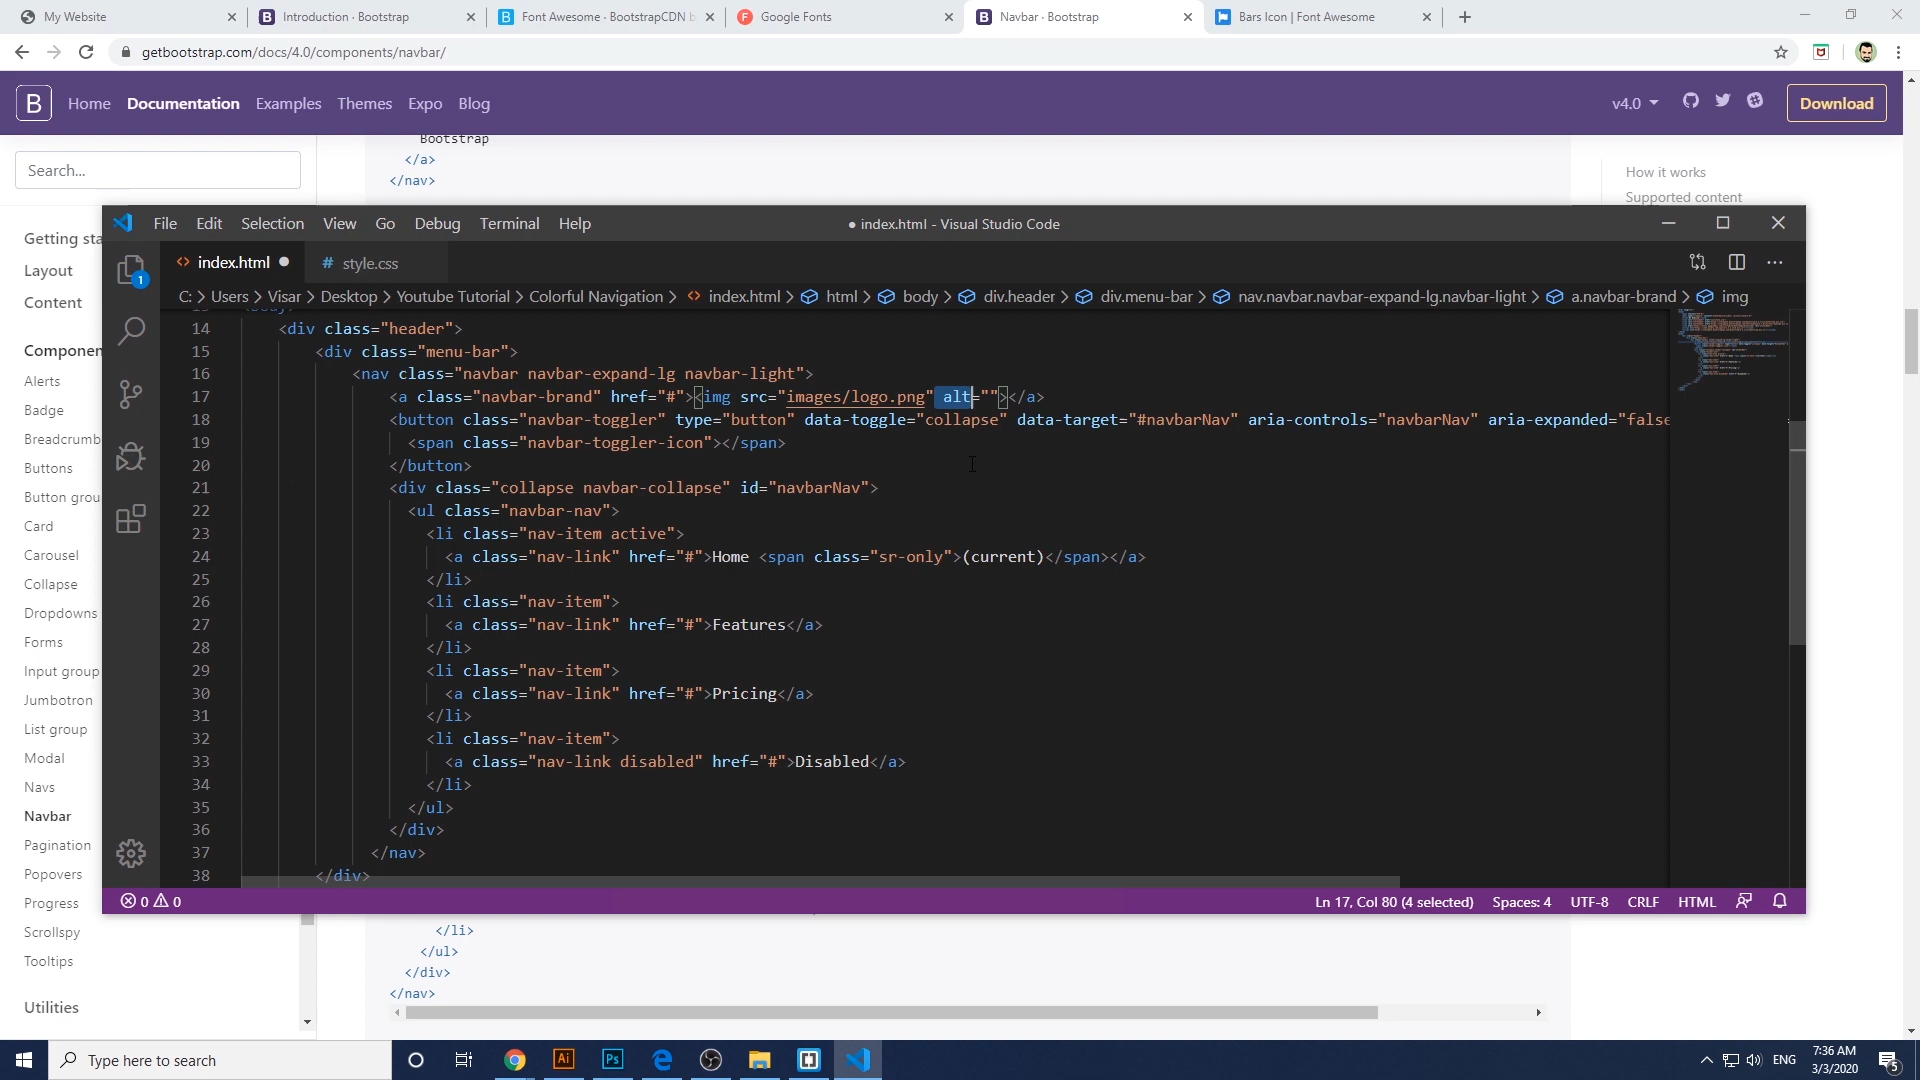 My Website
Introduction · Bootstrap
Font Awesome · BootstrapCDN b
Google Fonts
Navbar · Bootstrap
Bars Icon | Font Awesome
getbootstrap.com/docs/4.0/components/navbar/
B
Home
Documentation
Examples
Themes
Expo
Blog
v4.0
Download
Search...
Bootstrap
</a>
</nav>
How it works
Supported content
File Edit Selection View Go Debug Terminal Help
● index.html - Visual Studio Code
Getting sta
Layout
Content
Componen
Alerts
Badge
Breadcrumb
Buttons
Button grou
Card
Carousel
Collapse
Dropdowns
Forms
Input group
Jumbotron
List group
Modal
Navs
Navbar
Pagination
Popovers
Progress
Scrollspy
Tooltips
Utilities
1
<> index.html ●
# style.css
C: > Users > Visar > Desktop > Youtube Tutorial > Colorful Navigation > <> index.html > html > body > div.header > div.menu-bar > nav.navbar.navbar-expand-lg.navbar-light > a.navbar-brand > img
13 <body>
14 <div class="header">
15 <div class="menu-bar">
16 <nav class="navbar navbar-expand-lg navbar-light">
17 <a class="navbar-brand" href="#"><img src="images/logo.png" alt=""></a>
18 <button class="navbar-toggler" type="button" data-toggle="collapse" data-target="#navbarNav" aria-controls="navbarNav" aria-expanded="false
19 <span class="navbar-toggler-icon"></span>
20 </button>
21 <div class="collapse navbar-collapse" id="navbarNav">
22 <ul class="navbar-nav">
23 <li class="nav-item active">
24 <a class="nav-link" href="#">Home <span class="sr-only">(current)</span></a>
25 </li>
26 <li class="nav-item">
27 <a class="nav-link" href="#">Features</a>
28 </li>
29 <li class="nav-item">
30 <a class="nav-link" href="#">Pricing</a>
31 </li>
32 <li class="nav-item">
33 <a class="nav-link disabled" href="#">Disabled</a>
34 </li>
35 </ul>
36 </div>
37 </nav>
38 </div>
0 0
Ln 17, Col 80 (4 selected)
Spaces: 4
UTF-8
CRLF
HTML
</li>
</ul>
</div>
</nav>
Type here to search
Ai
Ps
ENG
7:36 AM
3/3/2020
5